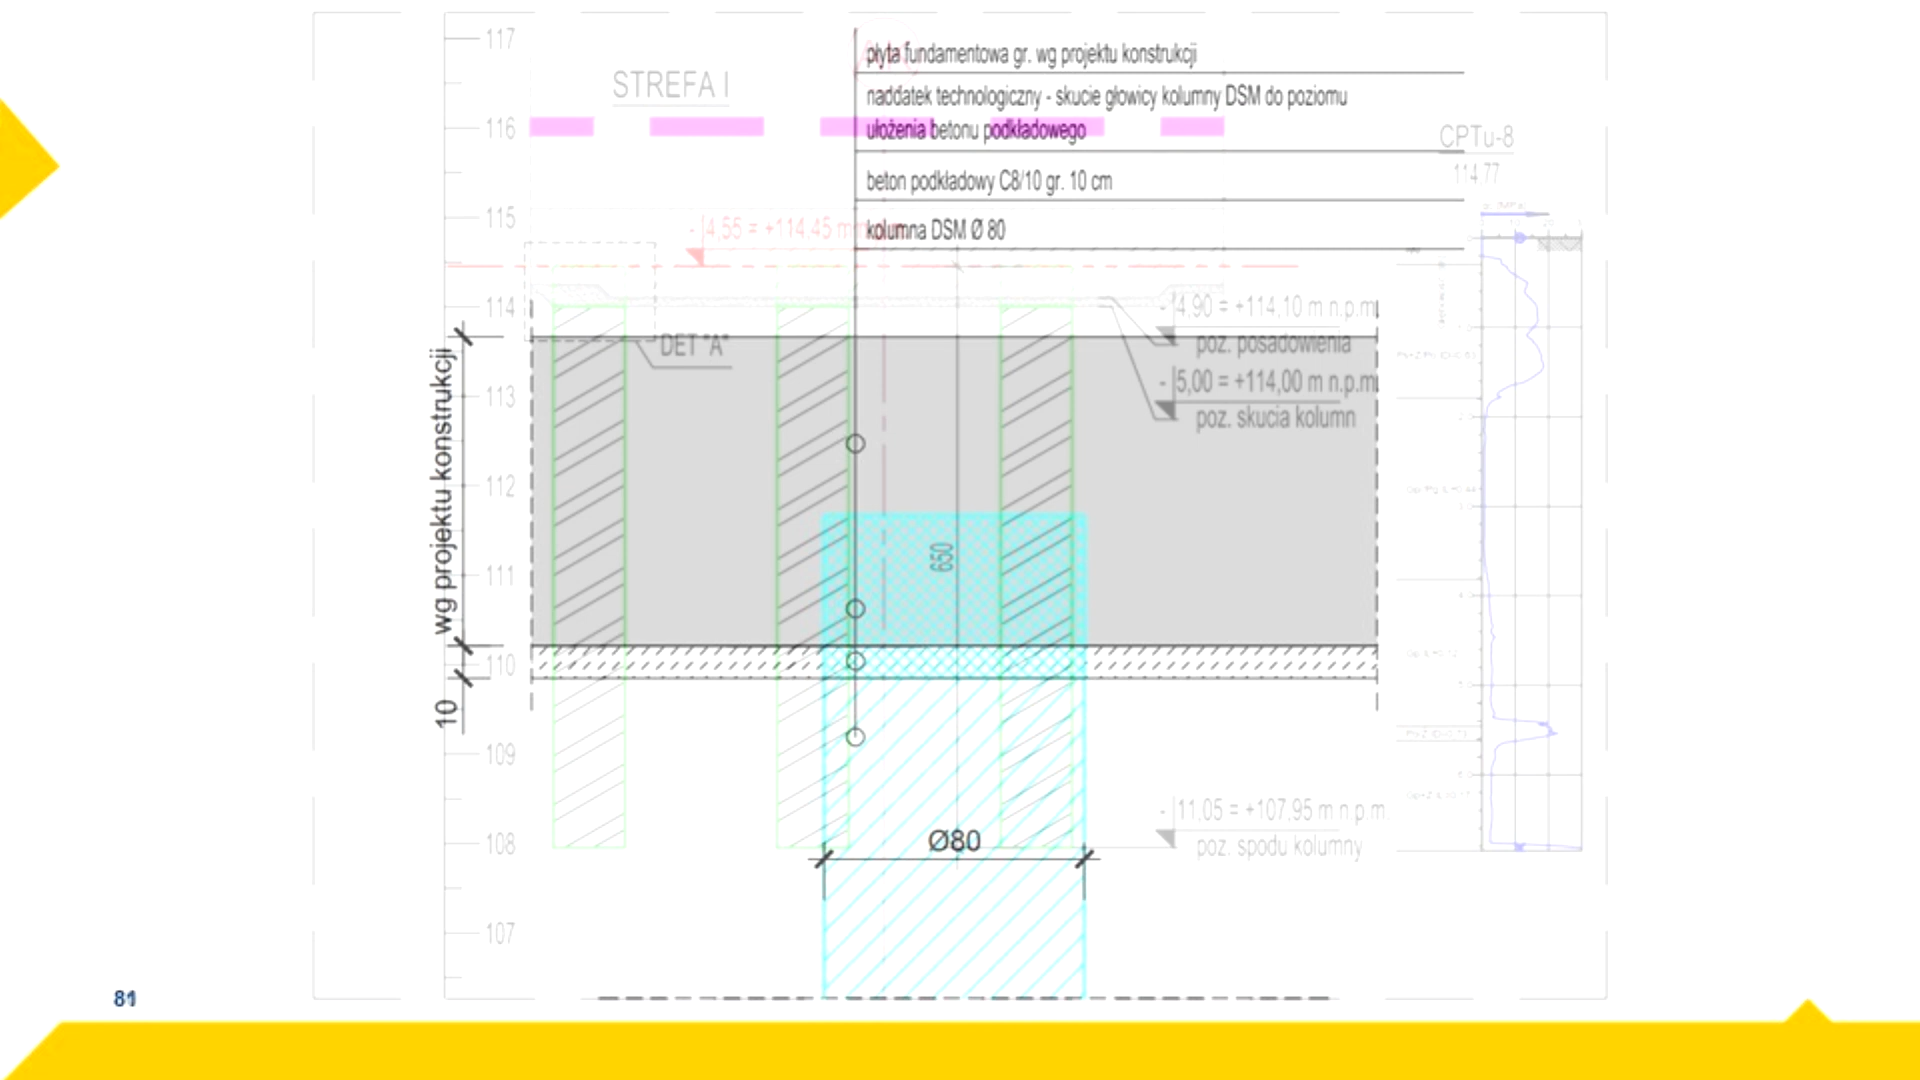 117
STREFA I
płyta fundamentowa gr. wg projektu konstrukcji
naddatek technologiczny - skucie głowicy kolumny DSM do poziomu
ułożenia betonu podkładowego
116
CPTu-8
114.77
beton podkładowy C8/10 gr. 10 cm
115
- 4,55 = +114,45 m
kolumna DSM Ø 80
114
- 4,90 = +114,10 m n.p.m.
poz. posadowienia
DET "A"
- 5,00 = +114,00 m n.p.m.
poz. skucia kolumn
113
wg projektu konstrukcji
112
650
111
110
10
109
- 11,05 = +107,95 m n.p.m.
poz. spodu kolumny
108
Ø80
107